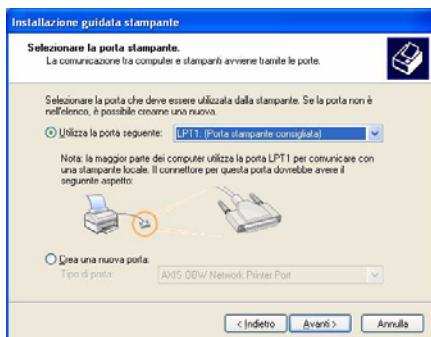 Installazione guidata stampante
Selezionare la porta stampante.
La comunicazione tra computer e stampanti avviene tramite le porte.
Selezionare la porta che deve essere utilizzata dalla stampante. Se la porta non è
nell'elenco, è possibile crearne una nuova.
Utilizza la porta seguente: LPT1: (Porta stampante consigliata)
Nota: la maggior parte dei computer utilizza la porta LPT1 per comunicare con
una stampante locale. Il connettore per questa porta dovrebbe avere il
seguente aspetto:
Crea una nuova porta:
Tipo di porta: AXIS OBW Network Printer Port
< Indietro Avanti > Annulla